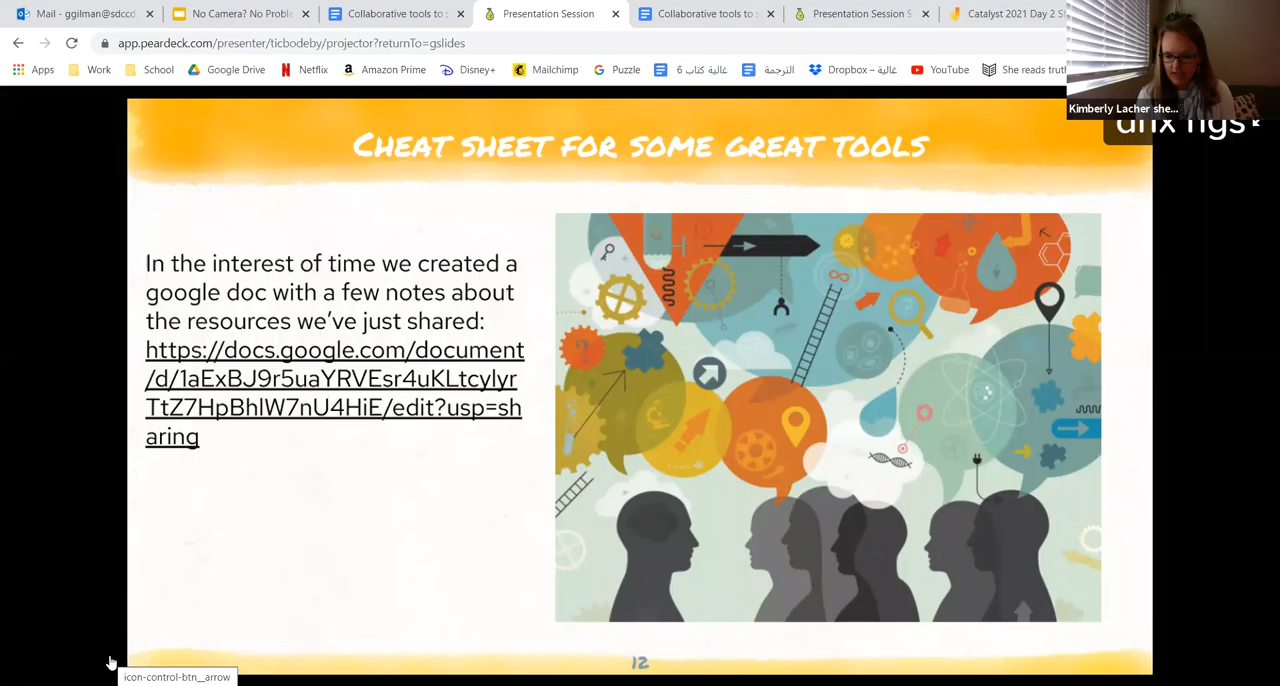 Mail - ggilman@sdccd
No Camera? No Proble
Collaborative tools to s
Presentation Session
Collaborative tools to s
Presentation Session
Catalyst 2021 Day 2 S
app.peardeck.com/presenter/ticbodeby/projector?returnTo=gslides
Apps
Work
School
Google Drive
Netflix
Amazon Prime
Disney+
Mailchimp
Puzzle
غالية كتاب 6
الترجمة
Dropbox – غالية
YouTube
She reads trut
Kimberly Lacher she...
CHEAT SHEET FOR SOME GREAT TOOLS
In the interest of time we created a
google doc with a few notes about
the resources we've just shared:
https://docs.google.com/document
/d/1aExBJ9r5uaYRVEsr4uKLtcylyr
TtZ7HpBhlW7nU4HiE/edit?usp=sh
aring
?
12
icon-control-btn__arrow